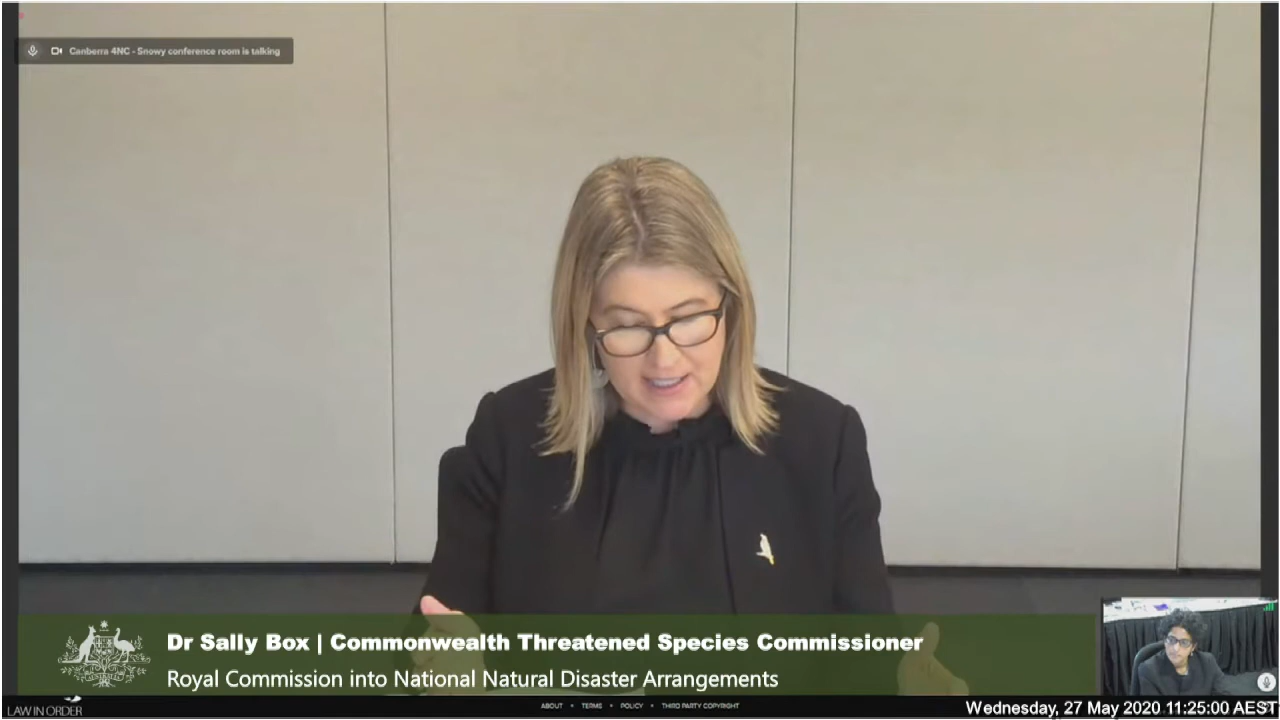 Canberra 4NC - Snowy conference room is talking
Dr Sally Box | Commonwealth Threatened Species Commissioner
Royal Commission into National Natural Disaster Arrangements
LAW IN ORDER
ABOUT • TERMS • POLICY • THIRD PARTY COPYRIGHT
Wednesday, 27 May 2020 11:25:00 AEST